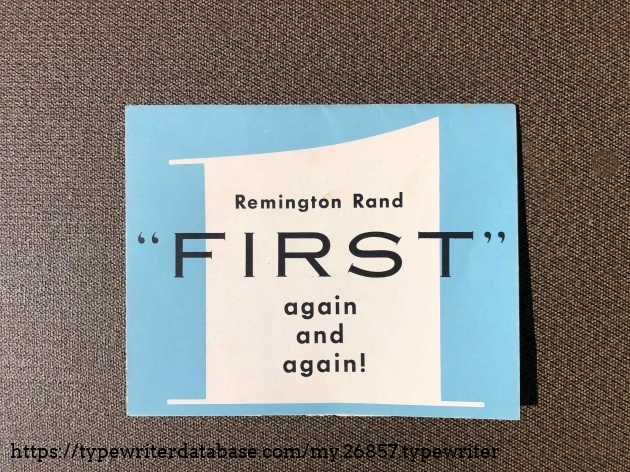 Remington Rand
“FIRST”
again
and
again!
https://typewriterdatabase.com/my.26857.typewriter